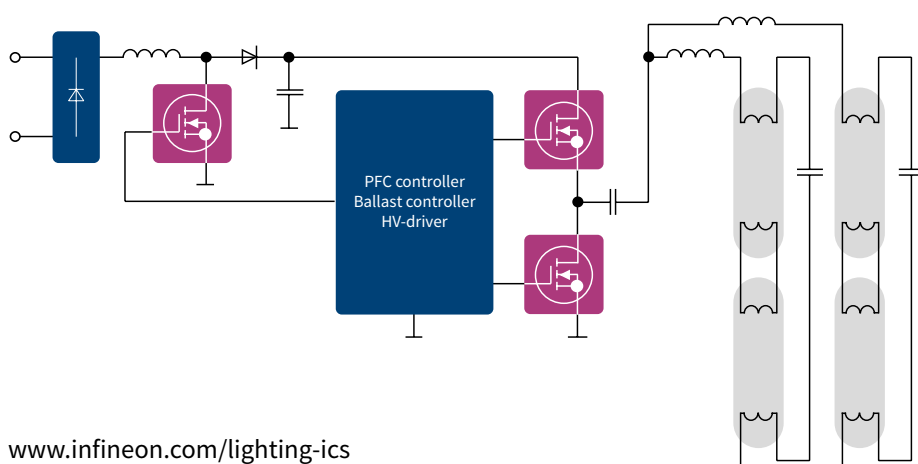 PFC controller
Ballast controller
HV-driver
www.infineon.com/lighting-ics